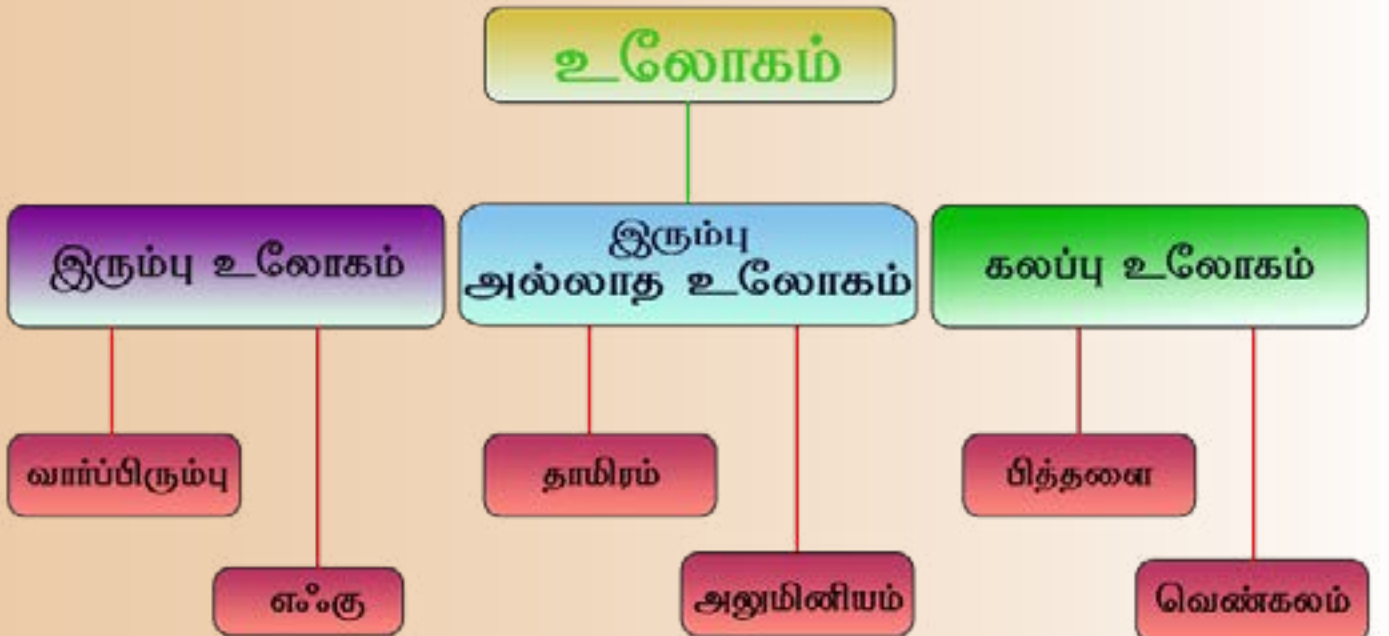 உலோகம்
இரும்பு உலோகம்
இரும்பு
அல்லாத உலோகம்
கலப்பு உலோகம்
வார்ப்பிரும்பு
தாமிரம்
பித்தளை
எஃகு
அலுமினியம்
வெண்கலம்